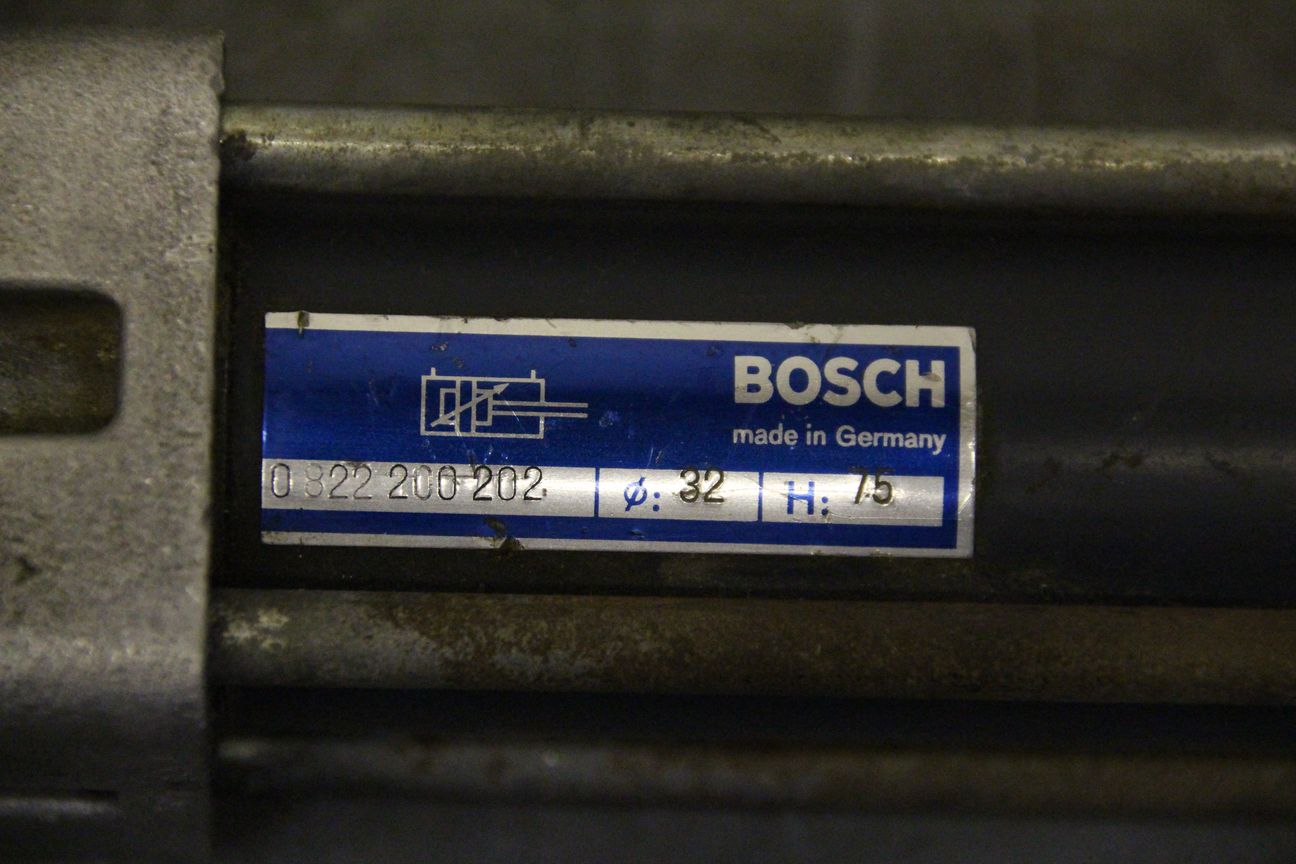 BOSCH
made in Germany
0 822 200 202 ø: 32 H: 75